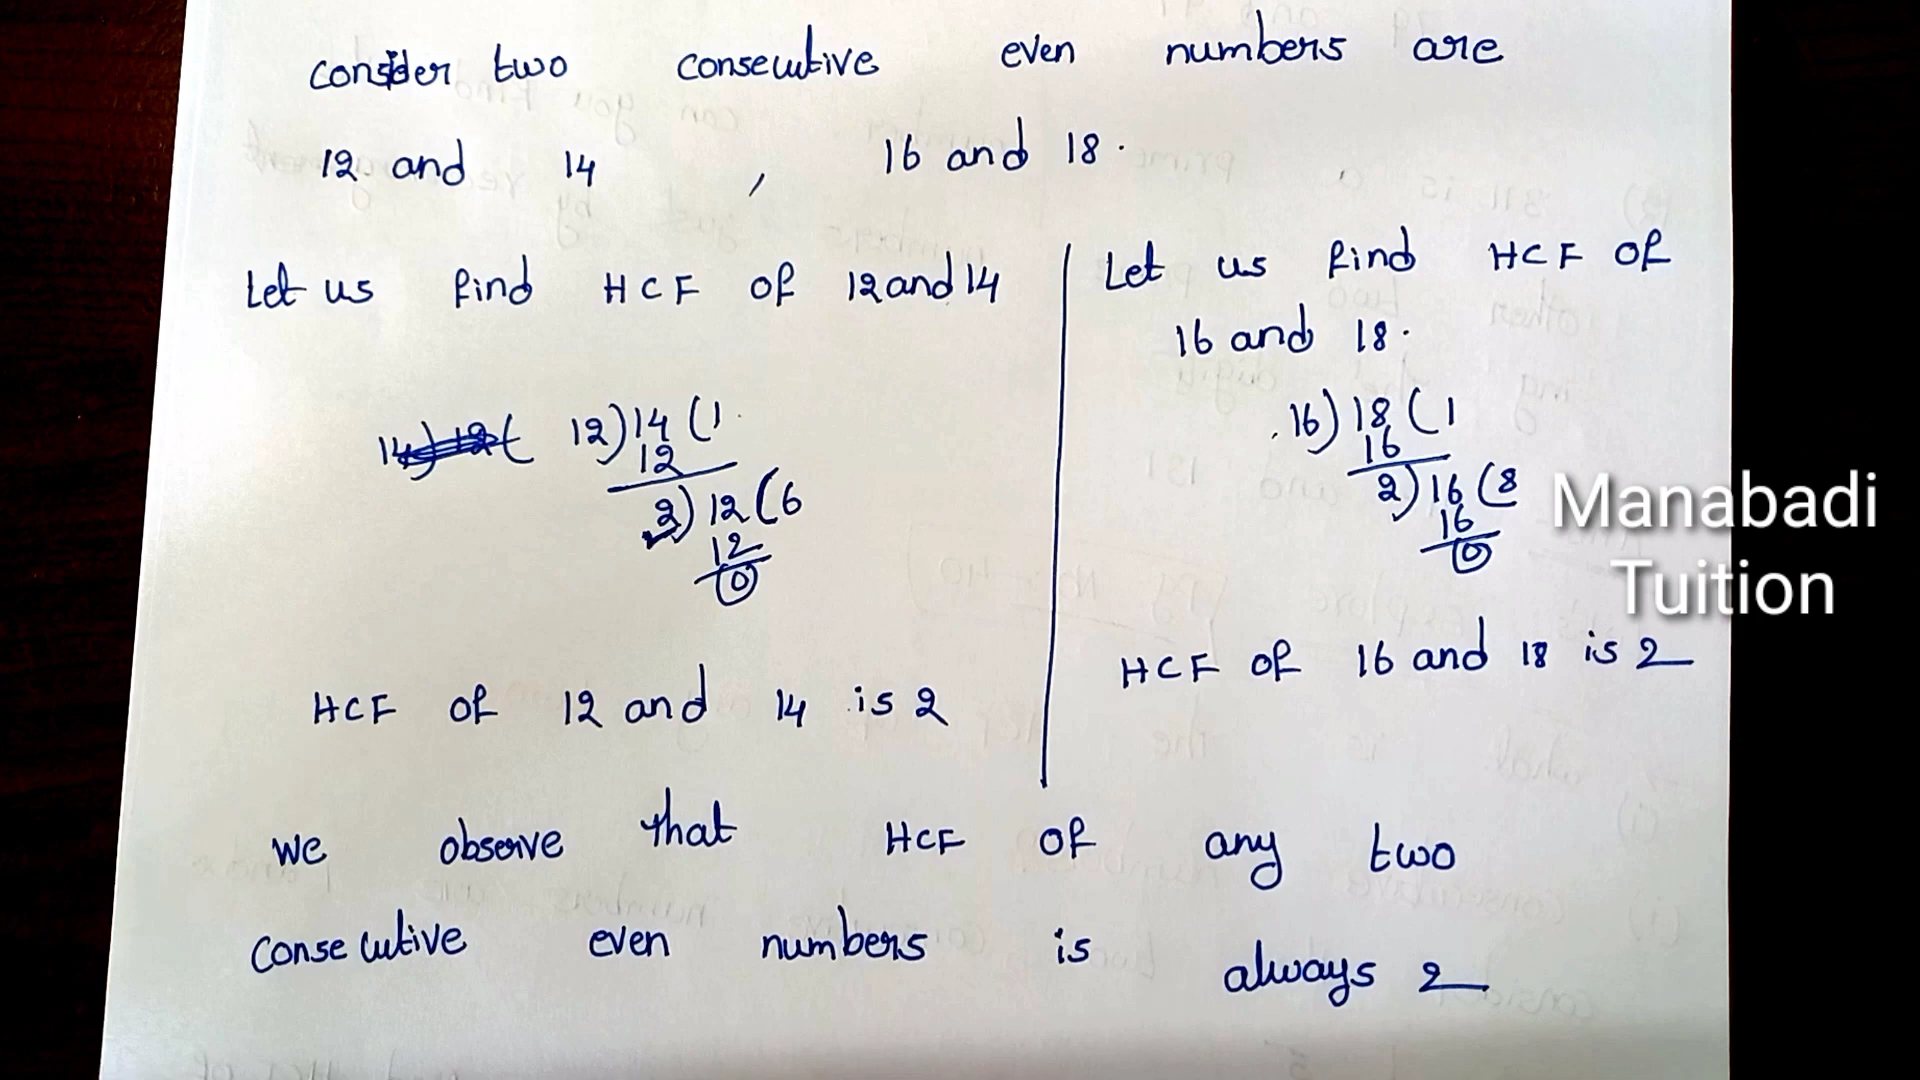 consider two consecutive even numbers are
12 and 14 , 16 and 18.
Let us find HCF of 12 and 14
12)14(1
12
2)12(6
12
0
HCF of 12 and 14 is 2
Let us find HCF of
16 and 18.
16)18(1
16
2)16(8
16
0
HCF of 16 and 18 is 2
We observe that HCF of any two
consecutive even numbers is always 2
Manabadi
Tuition